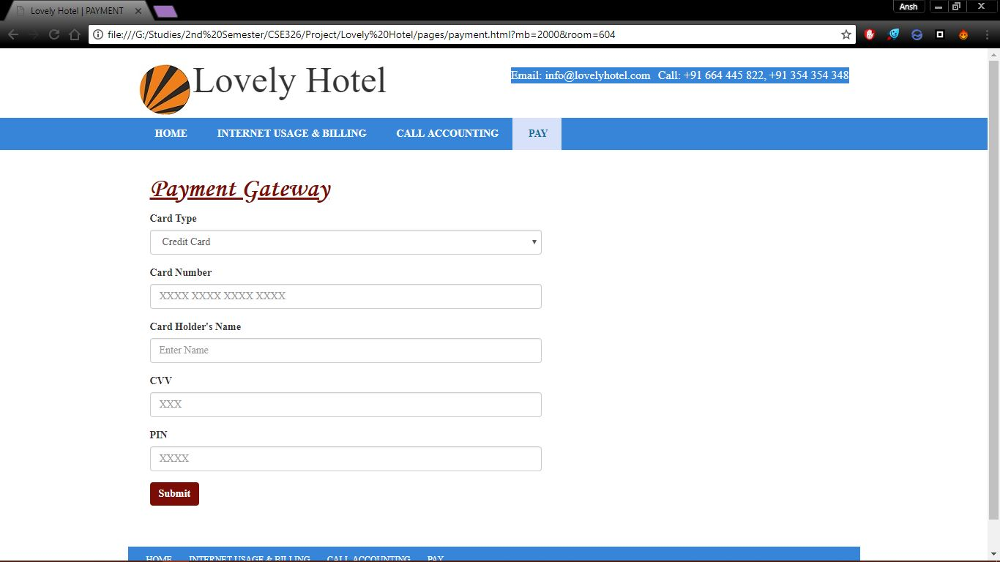 Lovely Hotel | PAYMENT
Ansh
file:///G:/Studies/2nd%20Semester/CSE326/Project/Lovely%20Hotel/pages/payment.html?mb=2000&room=604
Lovely Hotel
Email: info@lovelyhotel.com Call: +91 664 445 822, +91 354 354 348
HOME INTERNET USAGE & BILLING CALL ACCOUNTING PAY
Payment Gateway
Card Type
Credit Card
Card Number
XXXX XXXX XXXX XXXX
Card Holder's Name
Enter Name
CVV
XXX
PIN
XXXX
Submit
HOME INTERNET USAGE & BILLING CALL ACCOUNTING PAY